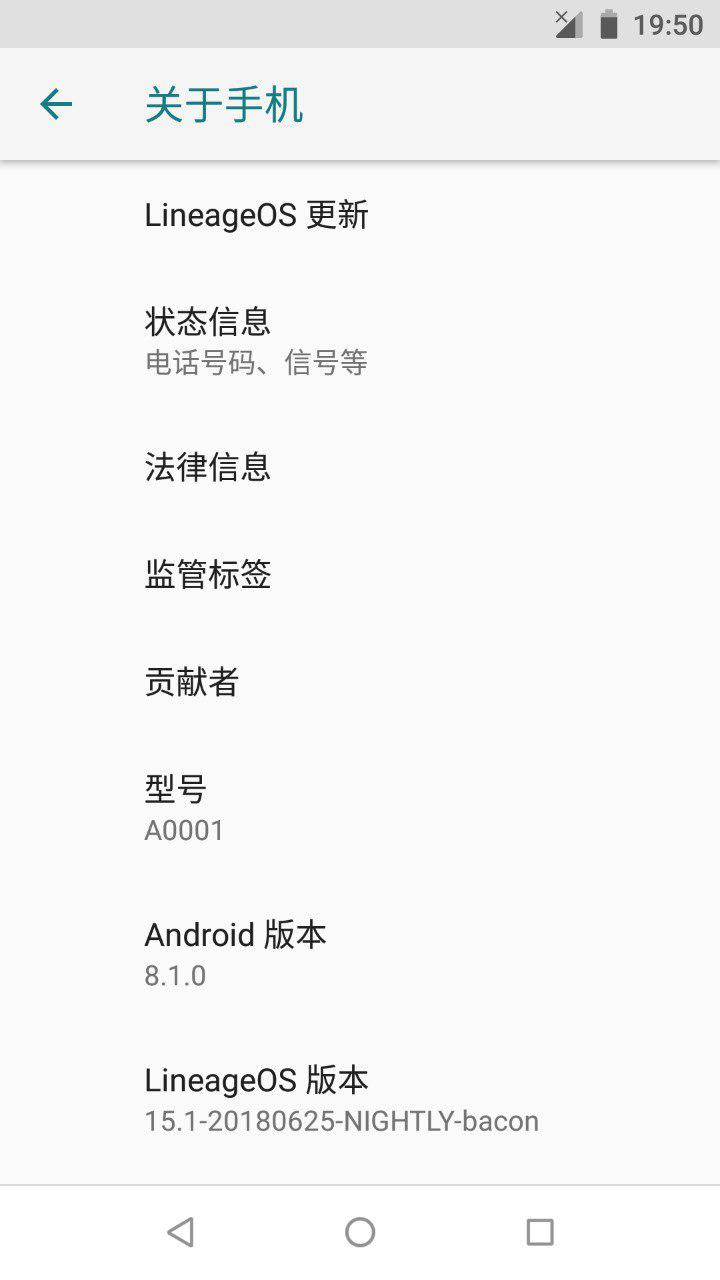 19:50
关于手机
LineageOS 更新
状态信息
电话号码、信号等
法律信息
监管标签
贡献者
型号
A0001
Android 版本
8.1.0
LineageOS 版本
15.1-20180625-NIGHTLY-bacon